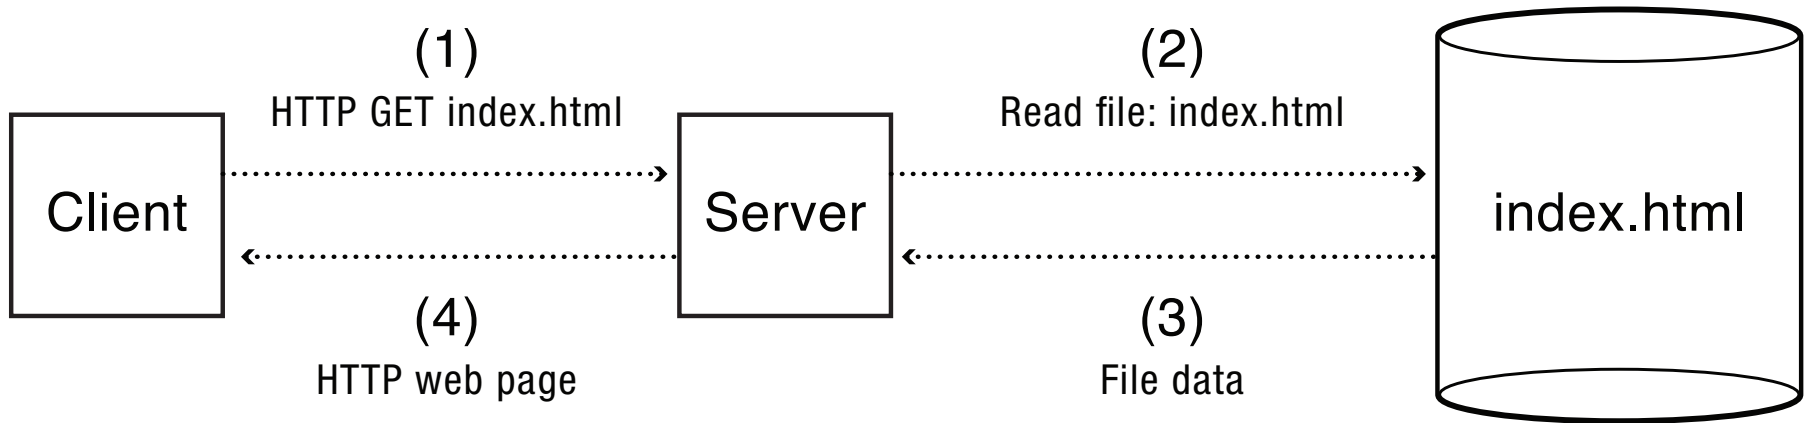 (1)
HTTP GET index.html
(2)
Read file: index.html
Client
Server
index.html
(4)
HTTP web page
(3)
File data